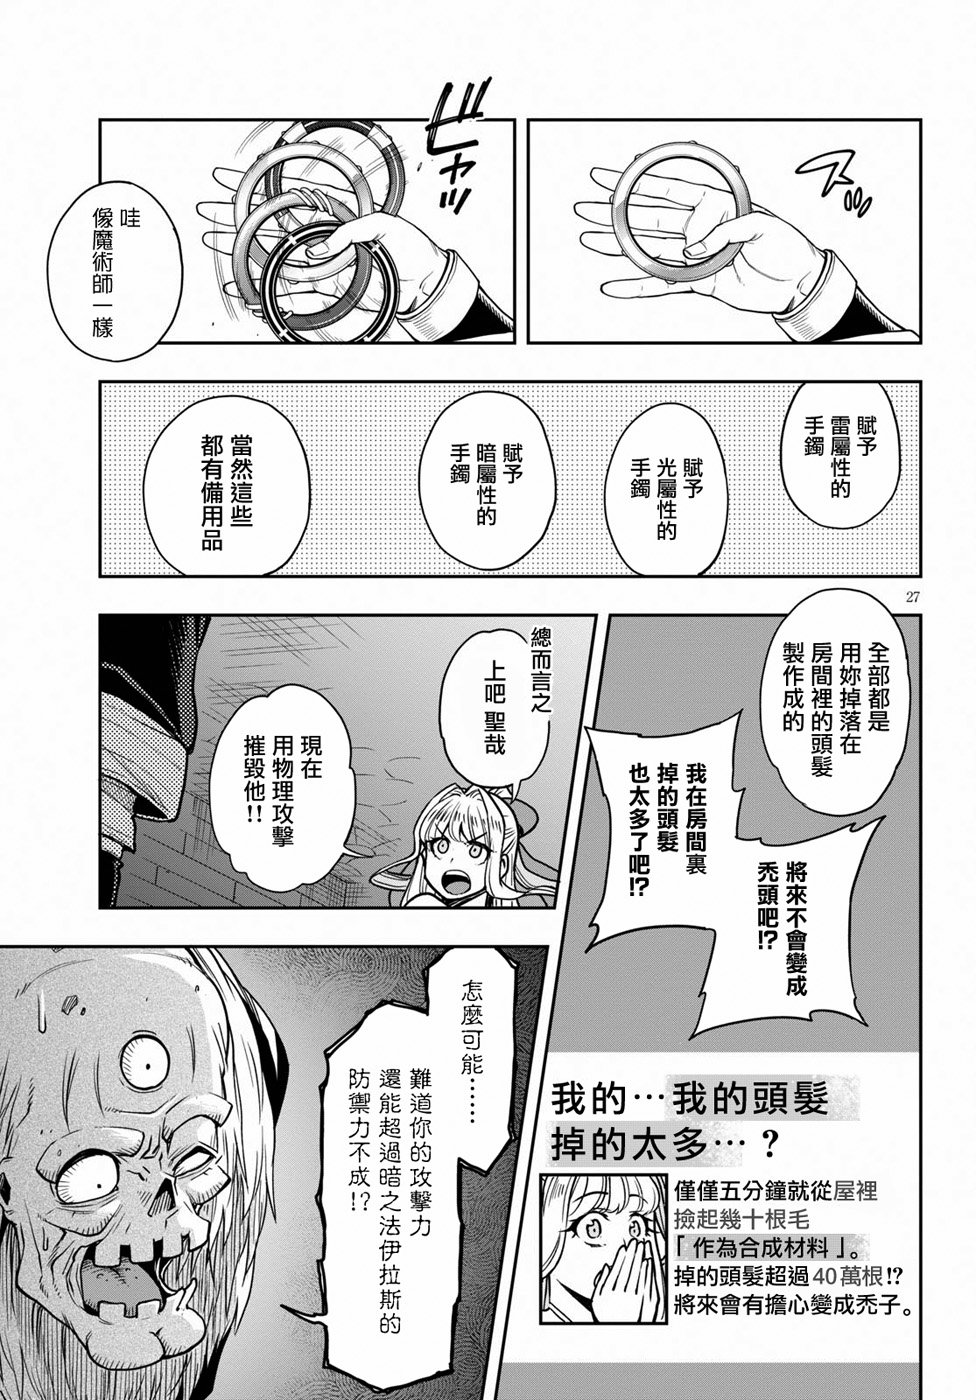 ズッ
ビヤッ
哇
像魔術師一樣
賦予
雷屬性的
手鐲
賦予
光屬性的
手鐲
賦予
暗屬性的
手鐲
當然這些
都有備用品
27
全部都是
用妳掉落在
房間裡的頭髮
製作成的
我在房間裏
掉的頭髮
也太多了吧!?
將來不會變成
禿頭吧!?
我的…我的頭髮
掉的太多…？
僅僅五分鐘就從屋裡
撿起幾十根毛
「作為合成材料」。
掉的頭髮超過40萬根!?
將來會有擔心變成禿子。
總而言之
上吧 聖哉
現在
用物理攻擊
摧毀他!!
怎麼可能……
難道你的攻擊力
還能超過暗之法伊拉斯的
防禦力不成!?